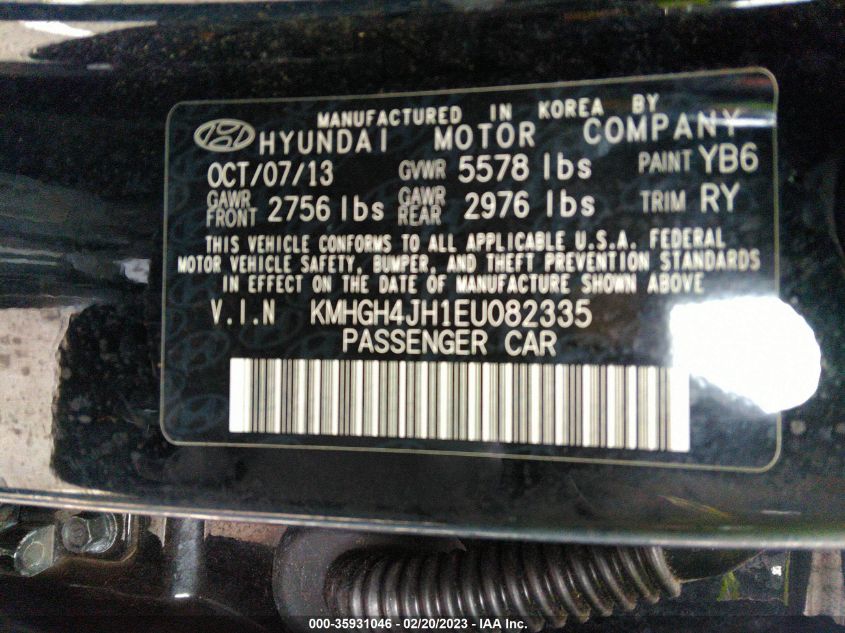 MANUFACTURED IN KOREA BY
HYUNDAI MOTOR COMPANY
OCT/07/13 GVWR 5578 lbs PAINT YB6
GAWR FRONT 2756 lbs GAWR REAR 2976 lbs TRIM RY
THIS VEHICLE CONFORMS TO ALL APPLICABLE U.S.A. FEDERAL
MOTOR VEHICLE SAFETY, BUMPER, AND THEFT PREVENTION STANDARDS
IN EFFECT ON THE DATE OF MANUFACTURE SHOWN ABOVE
V.I.N KMHGH4JH1EU082335
PASSENGER CAR
000-35931046 - 02/20/2023 - IAA Inc.